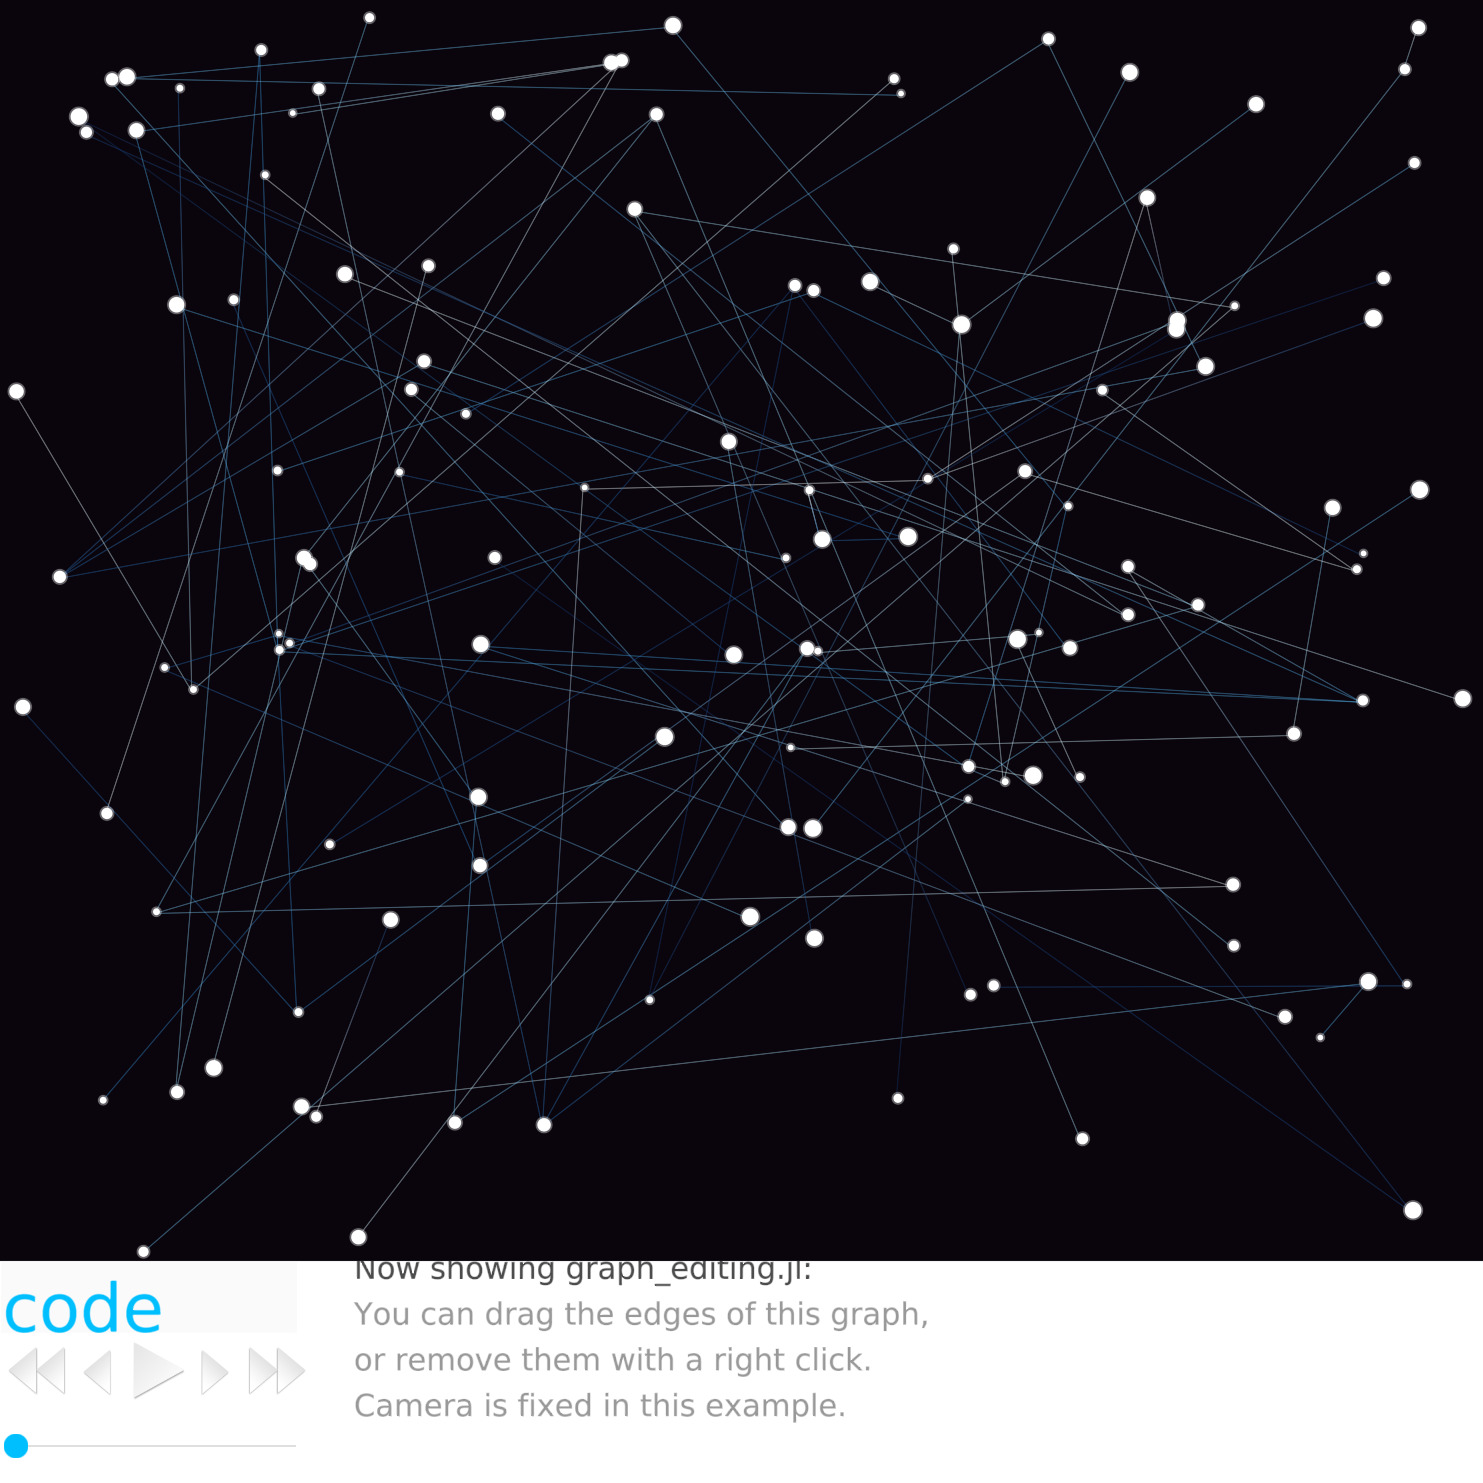 Now showing graph_editing.jl:
code
You can drag the edges of this graph,
or remove them with a right click.
Camera is fixed in this example.